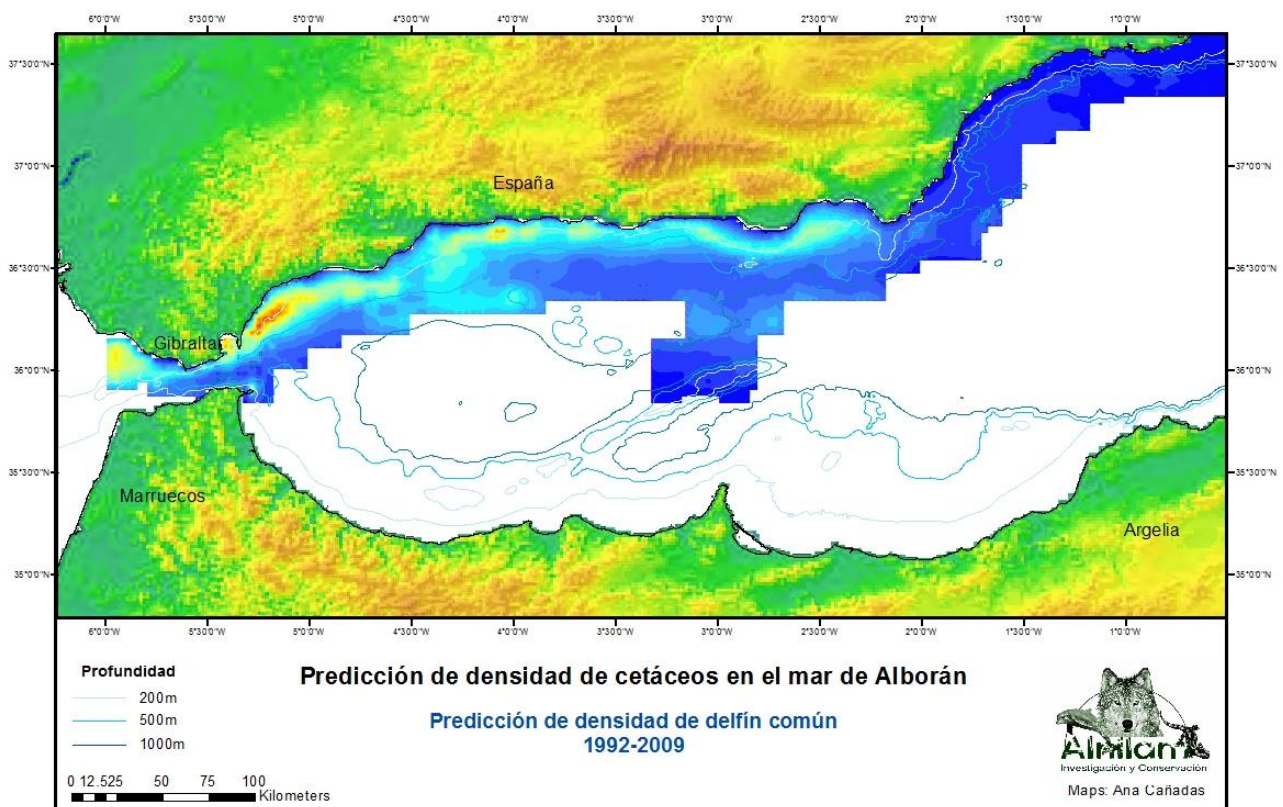 6°0'0"W 5°30'0"W 5°0'0"W 4°30'0"W 4°0'0"W 3°30'0"W 3°0'0"W 2°30'0"W 2°0'0"W 1°30'0"W 1°0'0"W
37°30'0"N 37°30'0"N
37°0'0"N 37°0'0"N
España
36°30'0"N 36°30'0"N
Gibraltar
36°0'0"N 36°0'0"N
35°30'0"N 35°30'0"N
Marruecos
Argelia
35°0'0"N 35°0'0"N
6°0'0"W 5°30'0"W 5°0'0"W 4°30'0"W 4°0'0"W 3°30'0"W 3°0'0"W 2°30'0"W 2°0'0"W 1°30'0"W 1°0'0"W
Profundidad
200m
500m
1000m
0 12.525 50 75 100
Kilometers
Predicción de densidad de cetáceos en el mar de Alborán
Predicción de densidad de delfín común
1992-2009
Alnilam
Investigación y Conservación
Maps: Ana Cañadas